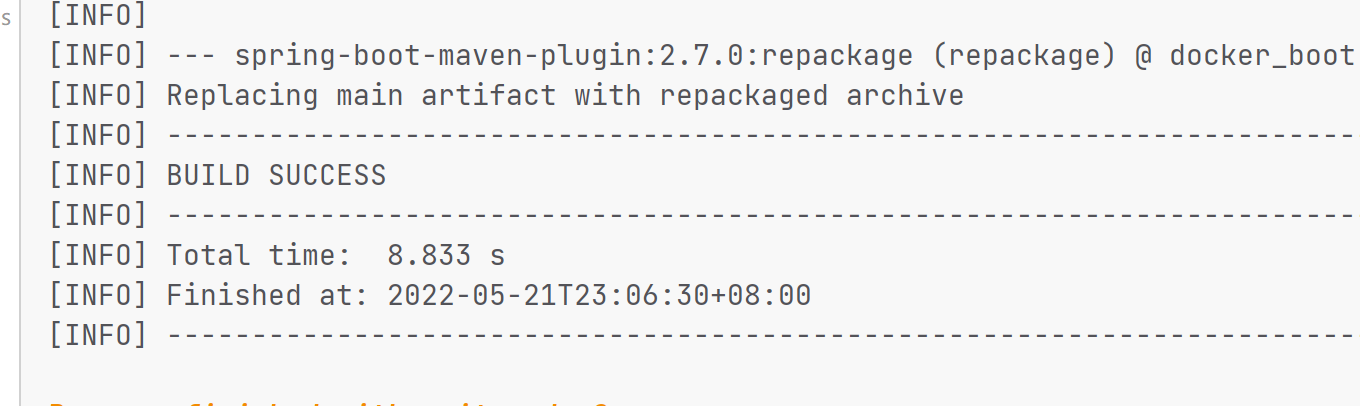 s
[INFO]
[INFO] --- spring-boot-maven-plugin:2.7.0:repackage (repackage) @ docker_boot
[INFO] Replacing main artifact with repackaged archive
[INFO] ------------------------------------------------------------------------
[INFO] BUILD SUCCESS
[INFO] ------------------------------------------------------------------------
[INFO] Total time:  8.833 s
[INFO] Finished at: 2022-05-21T23:06:30+08:00
[INFO] ------------------------------------------------------------------------